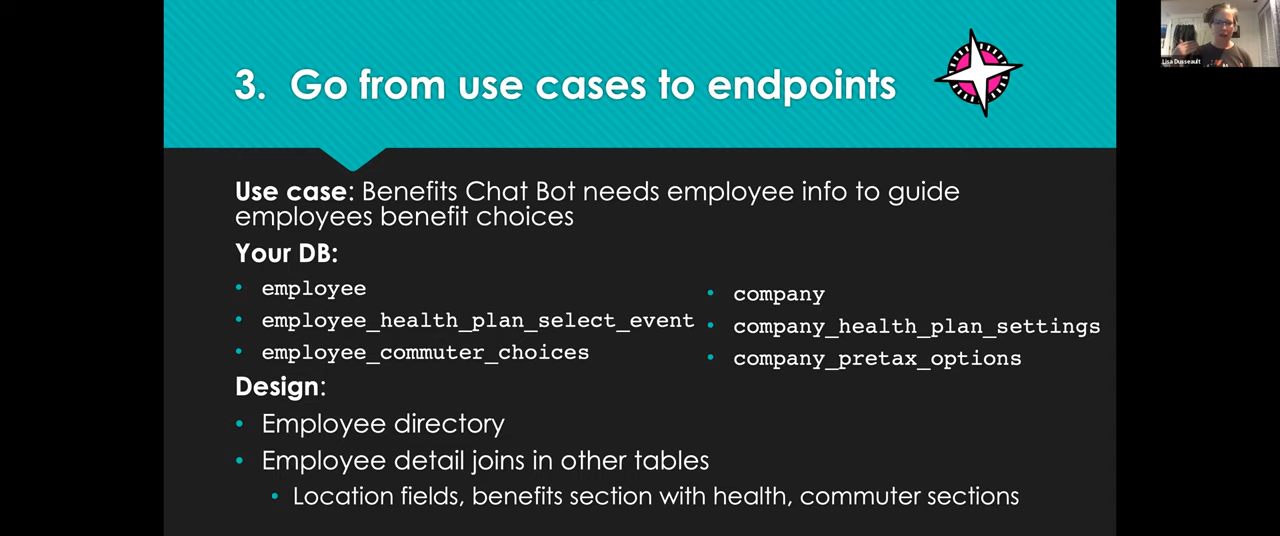 3. Go from use cases to endpoints
Lisa Dusseault
Use case: Benefits Chat Bot needs employee info to guide
employees benefit choices
Your DB:
• employee
• employee_health_plan_select_event
• employee_commuter_choices
• company
• company_health_plan_settings
• company_pretax_options
Design:
• Employee directory
• Employee detail joins in other tables
• Location fields, benefits section with health, commuter sections